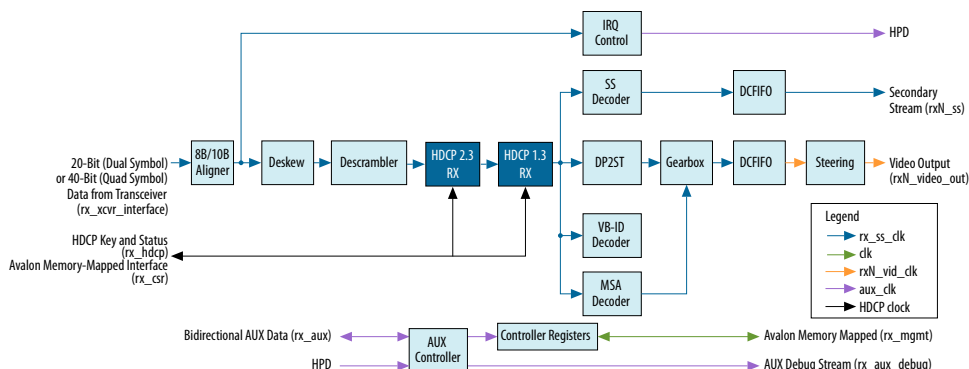 IRQ
Control
HPD
SS
Decoder
DCFIFO
Secondary
Stream (rxN_ss)
20-Bit (Dual Symbol)
or 40-Bit (Quad Symbol)
Data from Transceiver
(rx_xcvr_interface)
8B/10B
Aligner
Deskew
Descrambler
HDCP 2.3
RX
HDCP 1.3
RX
DP2ST
Gearbox
DCFIFO
Steering
Video Output
(rxN_video_out)
HDCP Key and Status
(rx_hdcp)
Avalon Memory-Mapped Interface
(rx_csr)
VB-ID
Decoder
MSA
Decoder
Legend
rx_ss_clk
clk
rxN_vid_clk
aux_clk
HDCP clock
Bidirectional AUX Data (rx_aux)
AUX
Controller
Controller Registers
Avalon Memory Mapped (rx_mgmt)
HPD
AUX Debug Stream (rx_aux_debug)